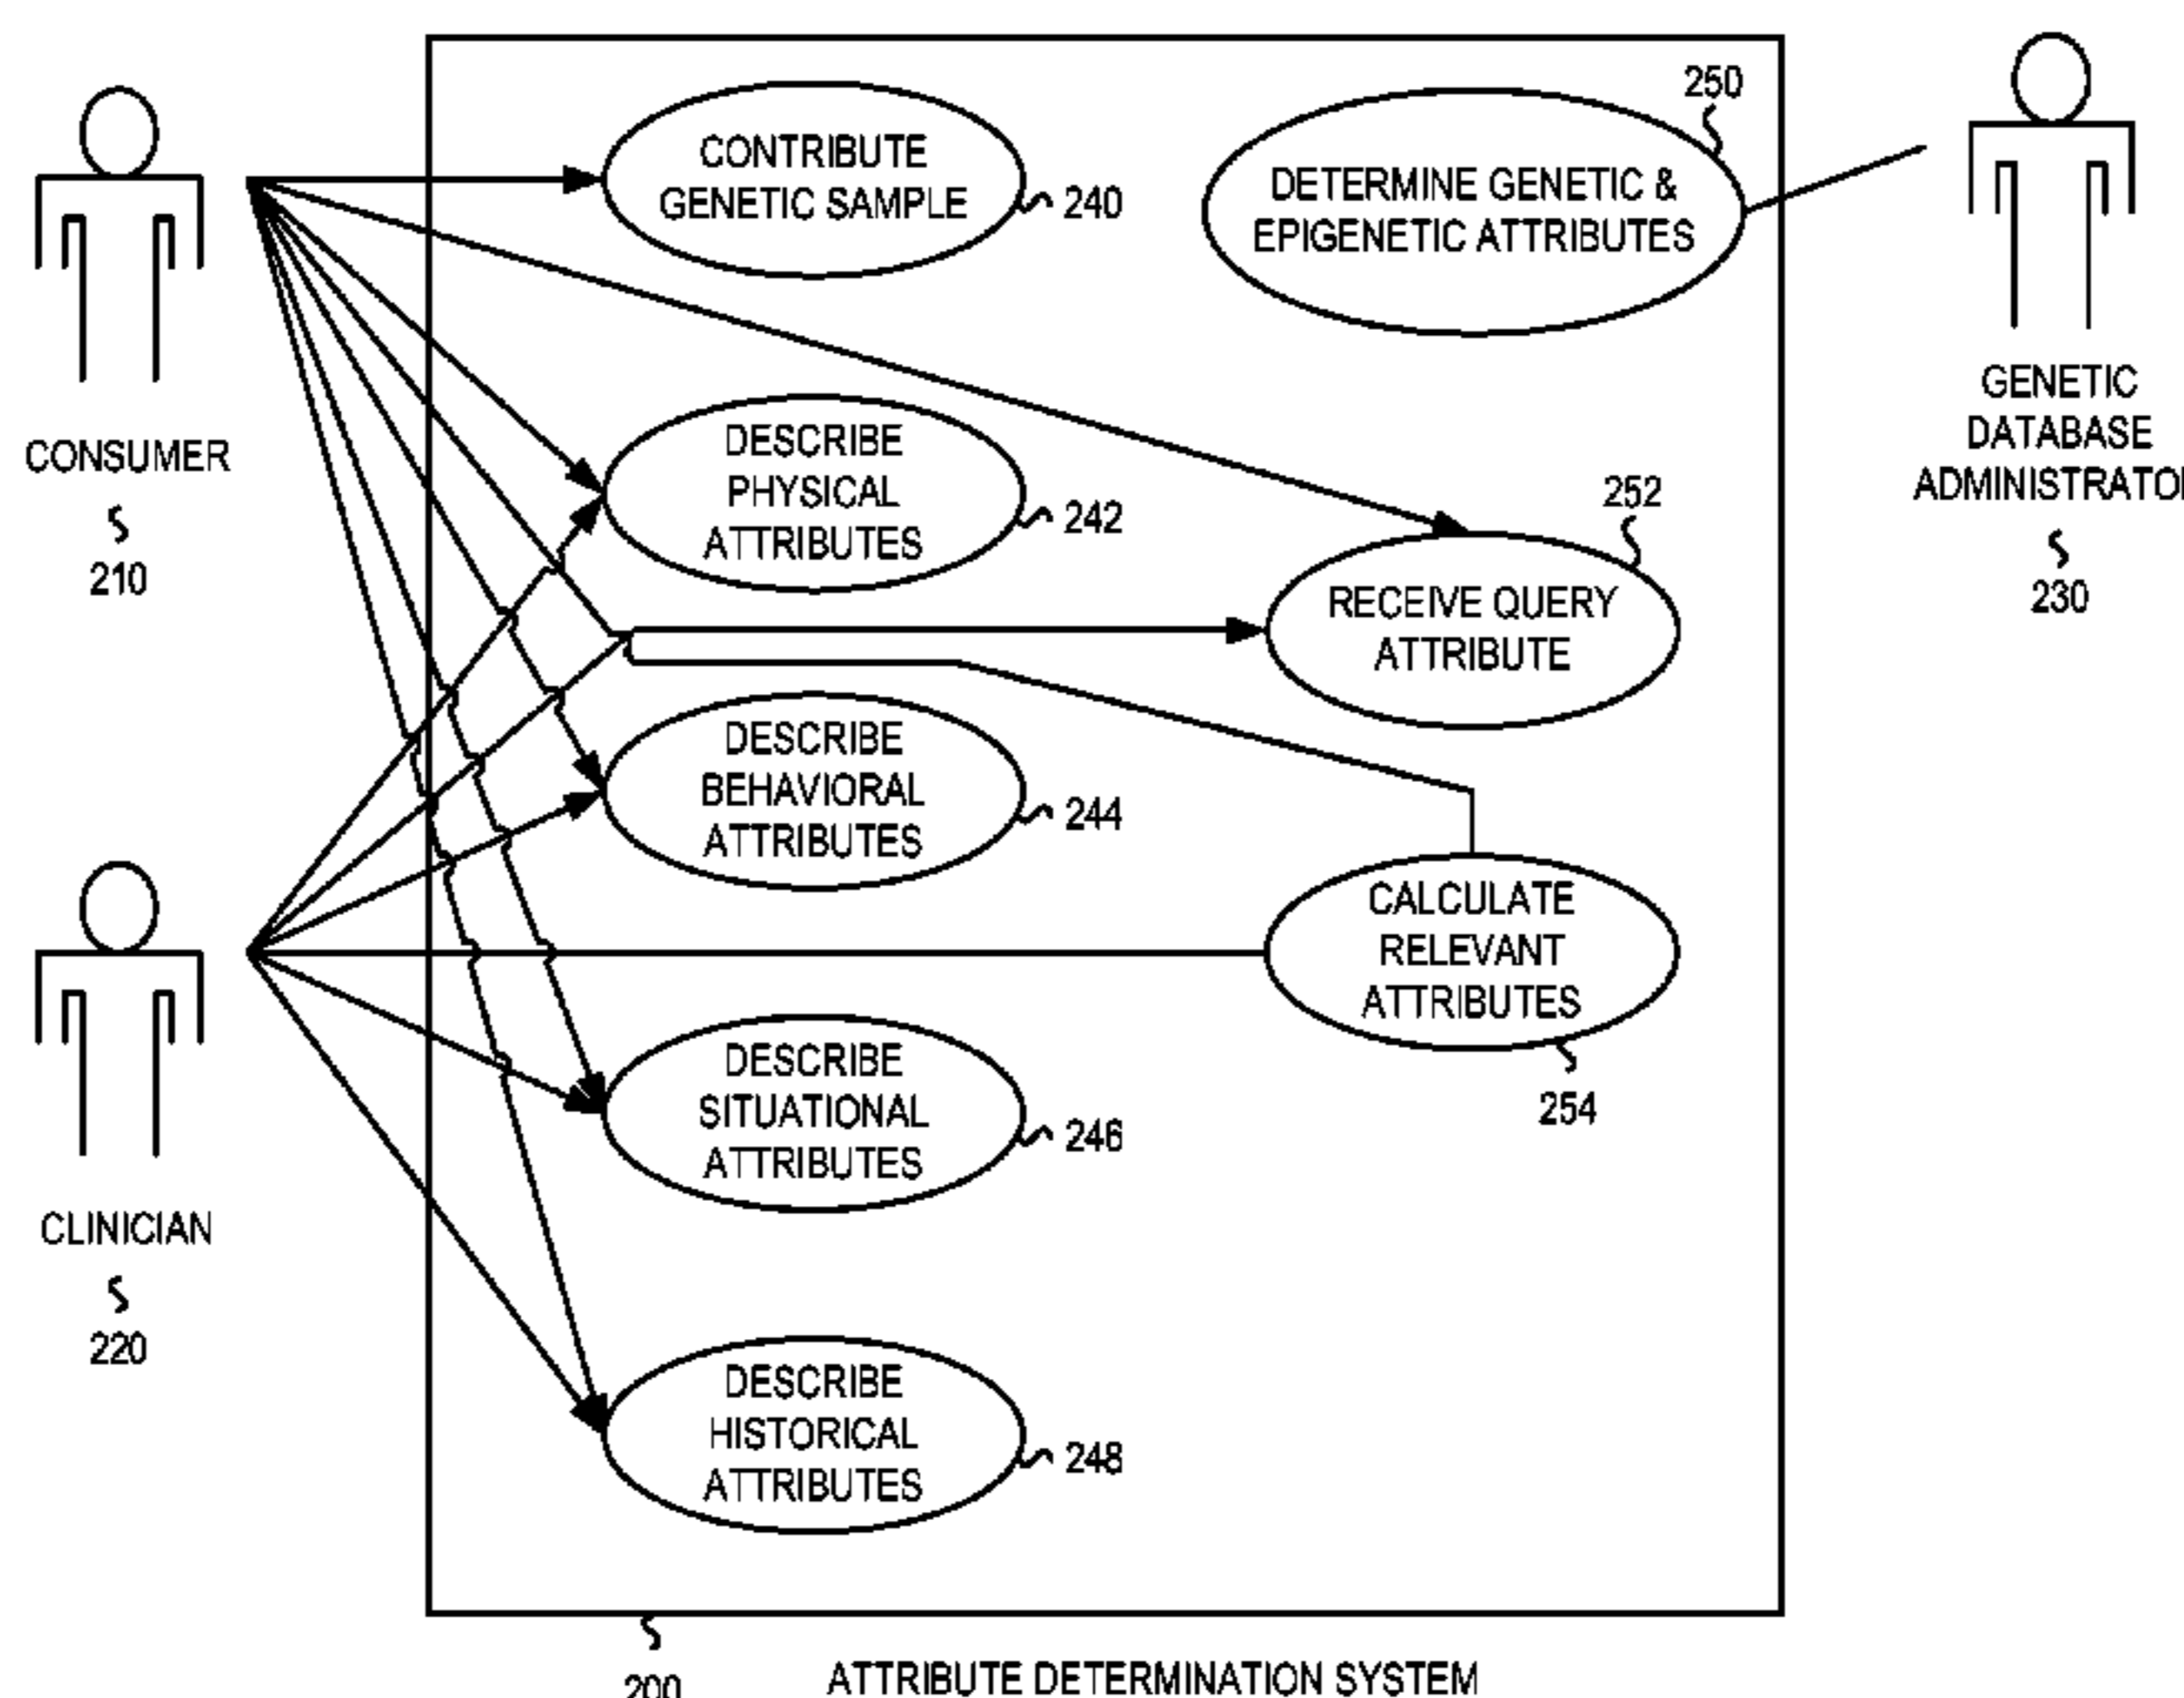 CONSUMER
210
CLINICIAN
220
CONTRIBUTE
GENETIC SAMPLE
240
DESCRIBE
PHYSICAL
ATTRIBUTES
242
DESCRIBE
BEHAVIORAL
ATTRIBUTES
244
DESCRIBE
SITUATIONAL
ATTRIBUTES
246
DESCRIBE
HISTORICAL
ATTRIBUTES
248
250
DETERMINE GENETIC &
EPIGENETIC ATTRIBUTES
252
RECEIVE QUERY
ATTRIBUTE
CALCULATE
RELEVANT
ATTRIBUTES
254
GENETIC
DATABASE
ADMINISTRATO
230
200
ATTRIBUTE DETERMINATION SYSTEM